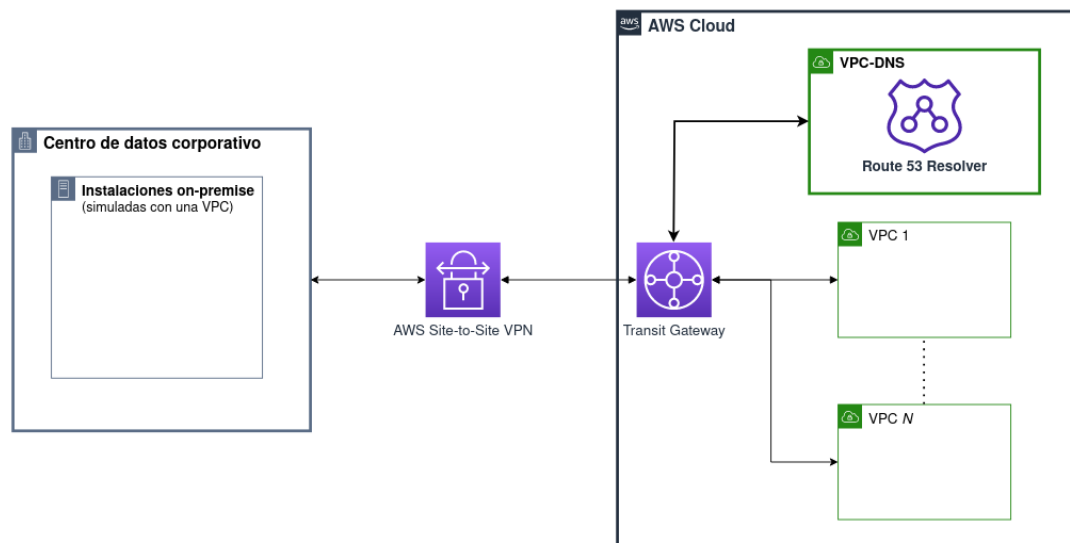 aws
AWS Cloud
VPC-DNS
Route 53 Resolver
Centro de datos corporativo
Instalaciones on-premise
(simuladas con una VPC)
VPC 1
AWS Site-to-Site VPN
Transit Gateway
VPC N